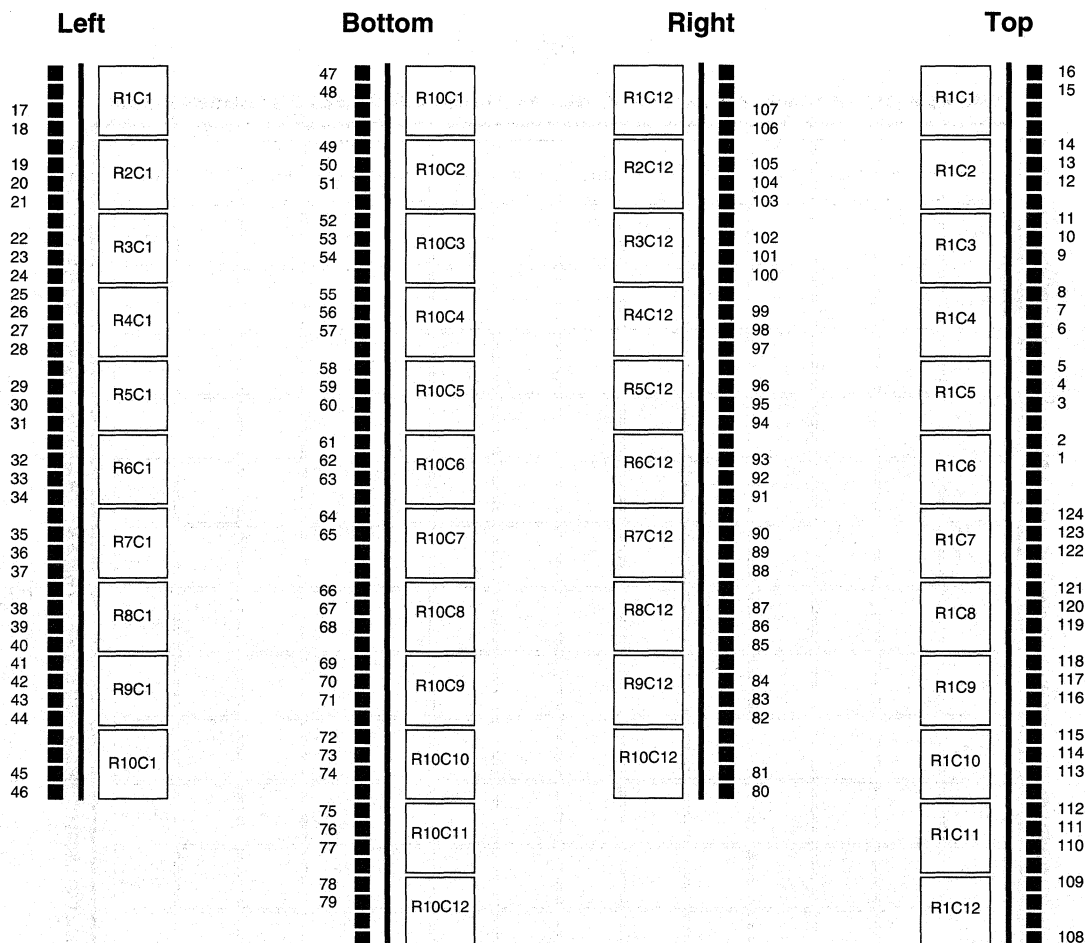 Left Bottom Right Top
47 16
R1C1 48 R10C1 R1C12 R1C1 15
17 107
18 106
49 14
19 R2C1 50 R10C2 R2C12 105 R1C2 13
20 51 104 12
21 103
52 11
22 R3C1 53 R10C3 R3C12 102 R1C3 10
23 54 101 9
24 100
25 55 8
26 R4C1 56 R10C4 R4C12 99 R1C4 7
27 57 98 6
28 97
58 5
29 R5C1 59 R10C5 R5C12 96 R1C5 4
30 60 95 3
31 94
61 2
32 R6C1 62 R10C6 R6C12 93 R1C6 1
33 63 92
34 91
64 124
35 R7C1 65 R10C7 R7C12 90 R1C7 123
36 89 122
37 88
66 121
38 R8C1 67 R10C8 R8C12 87 R1C8 120
39 68 86 119
40 85
41 69 118
42 R9C1 70 R10C9 R9C12 84 R1C9 117
43 71 83 116
44 82
72 115
R10C1 73 R10C10 R10C12 R1C10 114
45 74 81 113
46 80
75 112
76 R10C11 R1C11 111
77 110
78 109
79 R10C12 R1C12
108